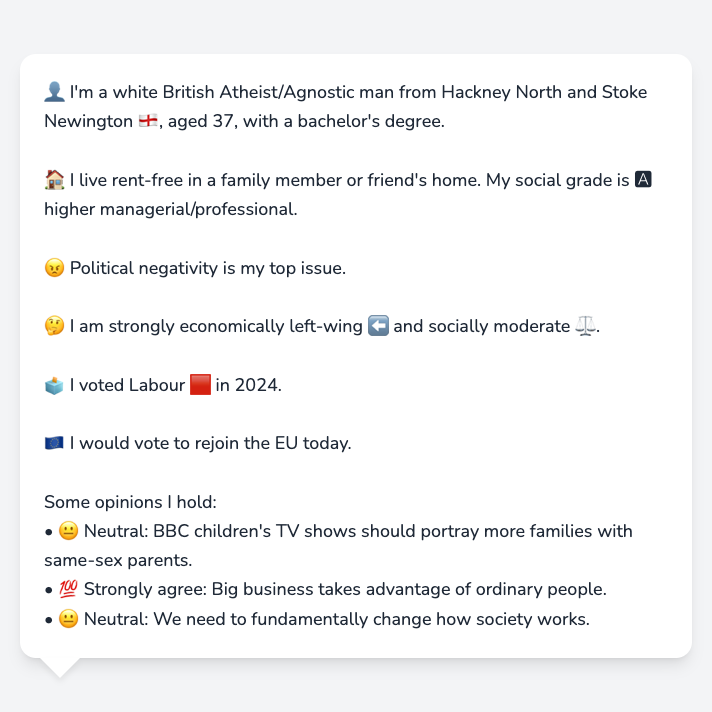 👤 I'm a white British Atheist/Agnostic man from Hackney North and Stoke
Newington 🏴󠁧󠁢󠁥󠁮󠁧󠁿, aged 37, with a bachelor's degree.
🏠 I live rent-free in a family member or friend's home. My social grade is 🅰
higher managerial/professional.
😠 Political negativity is my top issue.
🤔 I am strongly economically left-wing ⬅️ and socially moderate ⚖️.
🗳️ I voted Labour 🟥 in 2024.
🇪🇺 I would vote to rejoin the EU today.
Some opinions I hold:
• 😐 Neutral: BBC children's TV shows should portray more families with
same-sex parents.
• 💯 Strongly agree: Big business takes advantage of ordinary people.
• 😐 Neutral: We need to fundamentally change how society works.